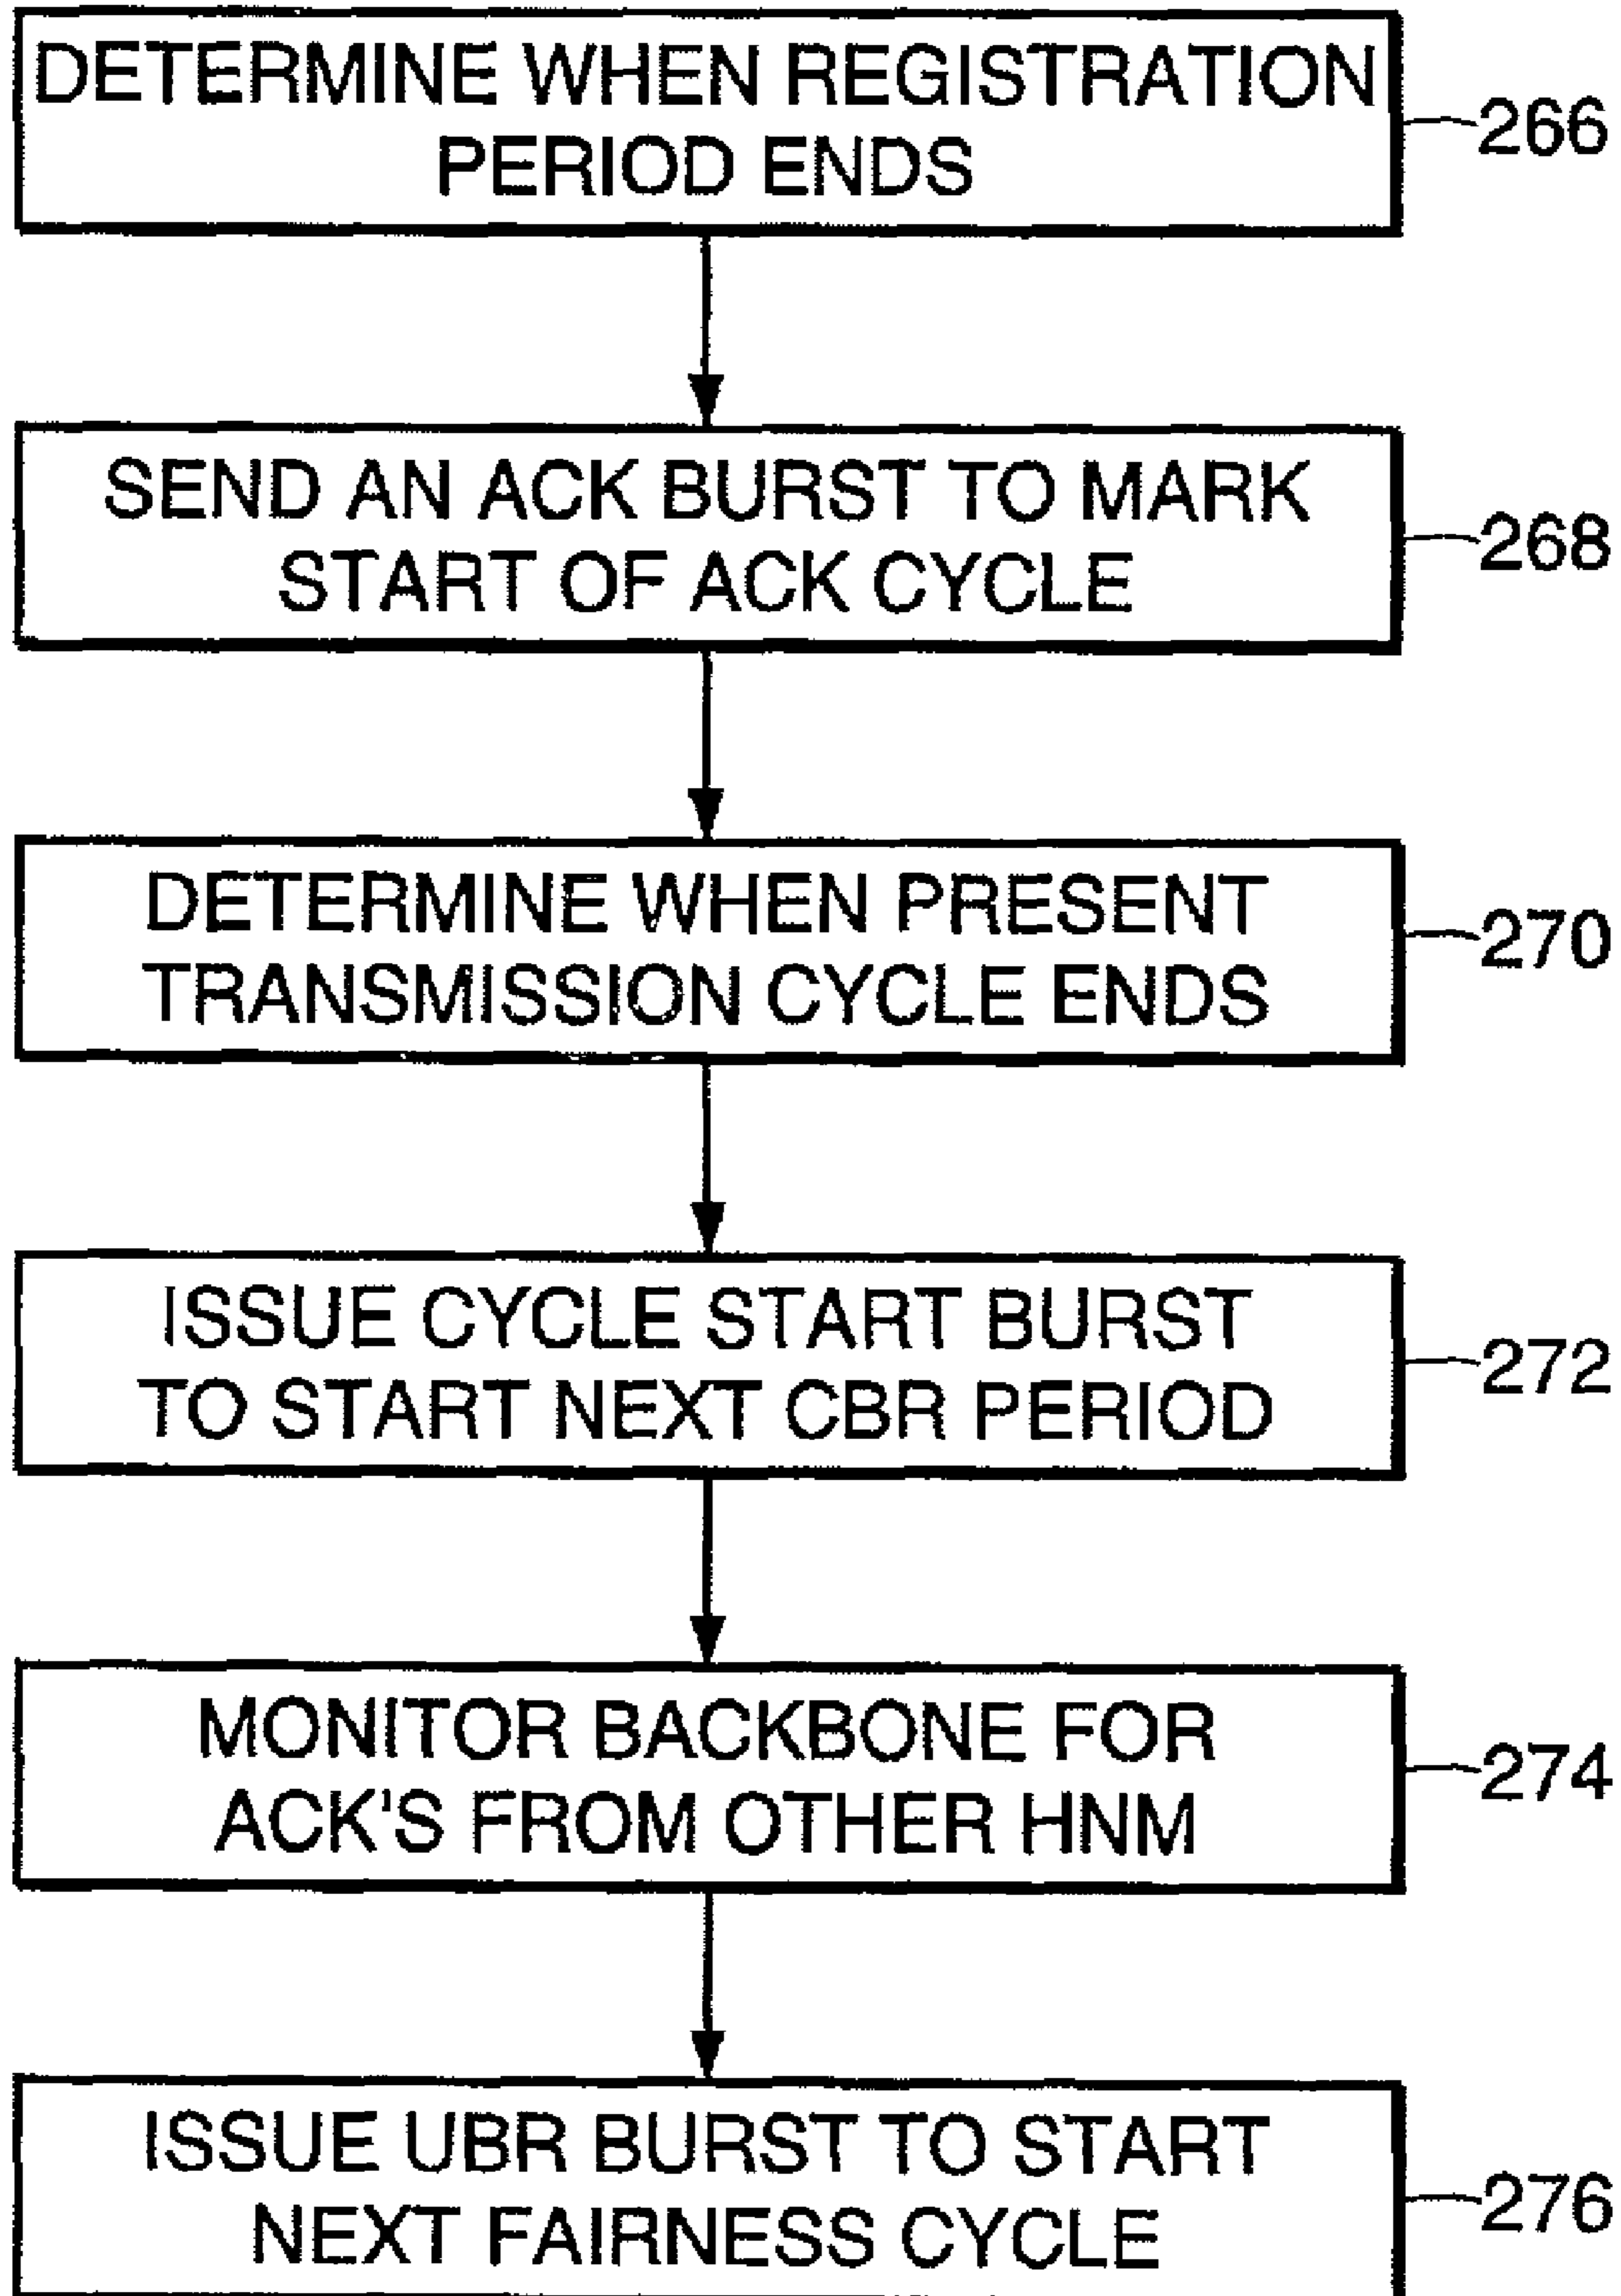 DETERMINE WHEN REGISTRATION
PERIOD ENDS
266
SEND AN ACK BURST TO MARK
START OF ACK CYCLE
268
DETERMINE WHEN PRESENT
TRANSMISSION CYCLE ENDS
270
ISSUE CYCLE START BURST
TO START NEXT CBR PERIOD
272
MONITOR BACKBONE FOR
ACK'S FROM OTHER HNM
274
ISSUE UBR BURST TO START
NEXT FAIRNESS CYCLE
276